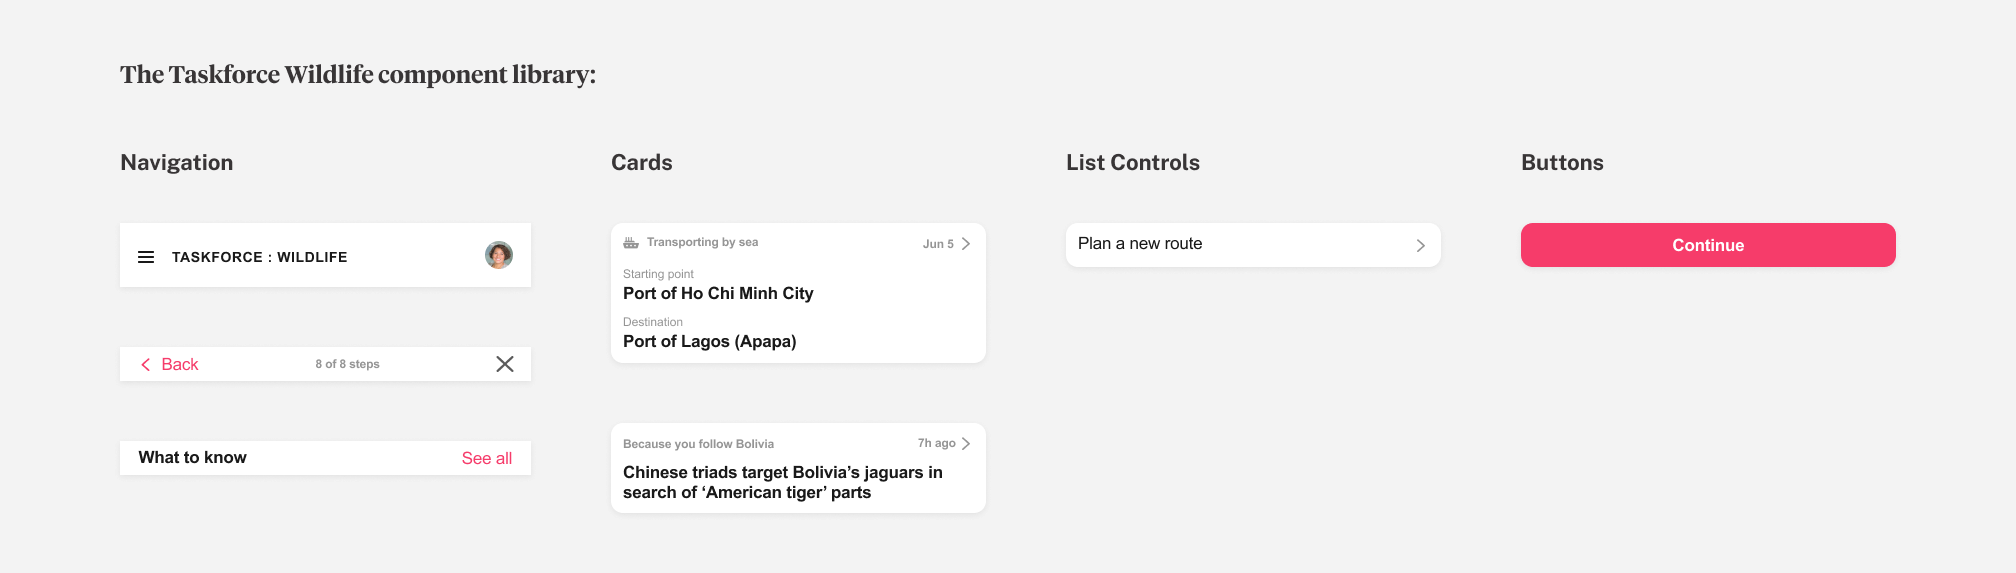 The Taskforce Wildlife component library:
Navigation
TASKFORCE : WILDLIFE
Back
8 of 8 steps
What to know
See all
Cards
Transporting by sea
Jun 5
Starting point
Port of Ho Chi Minh City
Destination
Port of Lagos (Apapa)
Because you follow Bolivia
7h ago
Chinese triads target Bolivia’s jaguars in
search of ‘American tiger’ parts
List Controls
Plan a new route
Buttons
Continue